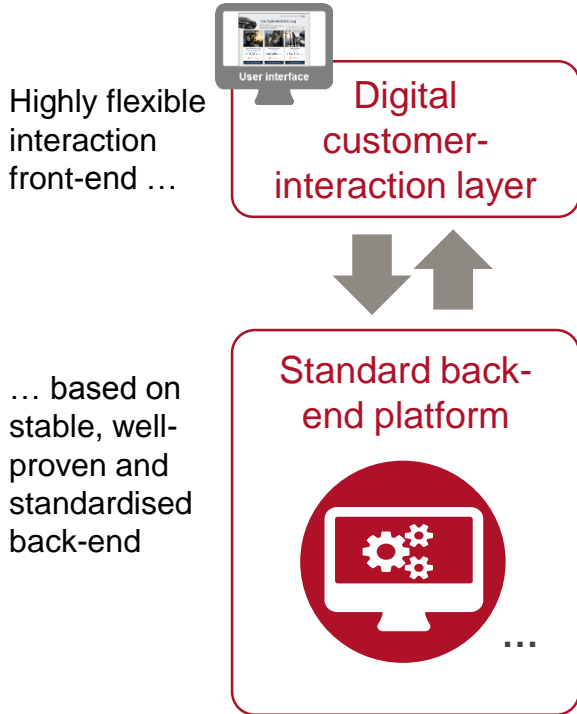 User interface
Highly flexible
interaction
front-end …
Digital
customer-
interaction layer
… based on
stable, well-
proven and
standardised
back-end
Standard back-
end platform
...